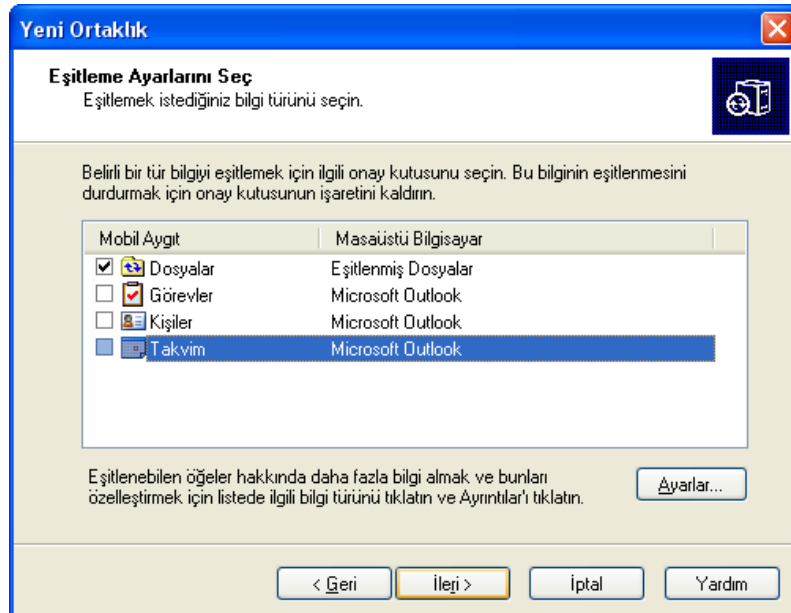 Yeni Ortaklık
Eşitleme Ayarlarını Seç
Eşitlemek istediğiniz bilgi türünü seçin.
Belirli bir tür bilgiyi eşitlemek için ilgili onay kutusunu seçin. Bu bilginin eşitlenmesini
durdurmak için onay kutusunun işaretini kaldırın.
Mobil Aygıt Masaüstü Bilgisayar
Dosyalar Eşitlenmiş Dosyalar
Görevler Microsoft Outlook
Kişiler Microsoft Outlook
Takvim Microsoft Outlook
Eşitlenebilen öğeler hakkında daha fazla bilgi almak ve bunları
özelleştirmek için listede ilgili bilgi türünü tıklatın ve Ayrıntılar'ı tıklatın.
Ayarlar...
< Geri İleri > İptal Yardım